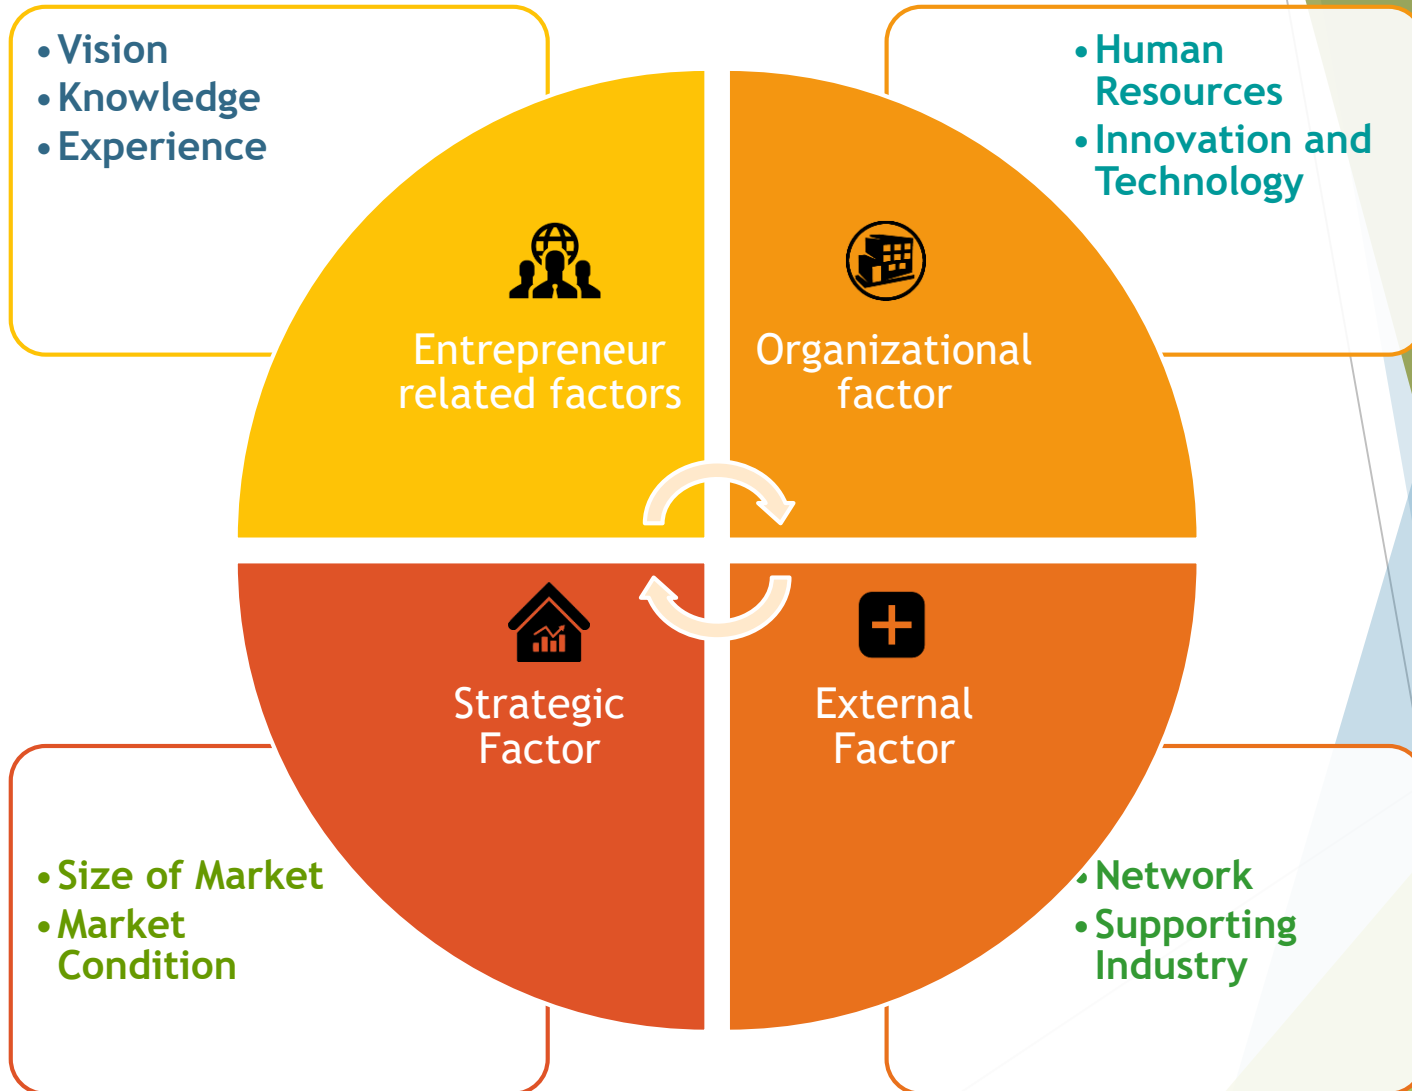 • Vision
• Knowledge
• Experience
• Human
Resources
• Innovation and
Technology
Entrepreneur
related factors
Organizational
factor
Strategic
Factor
External
Factor
• Size of Market
• Market
Condition
• Network
• Supporting
Industry